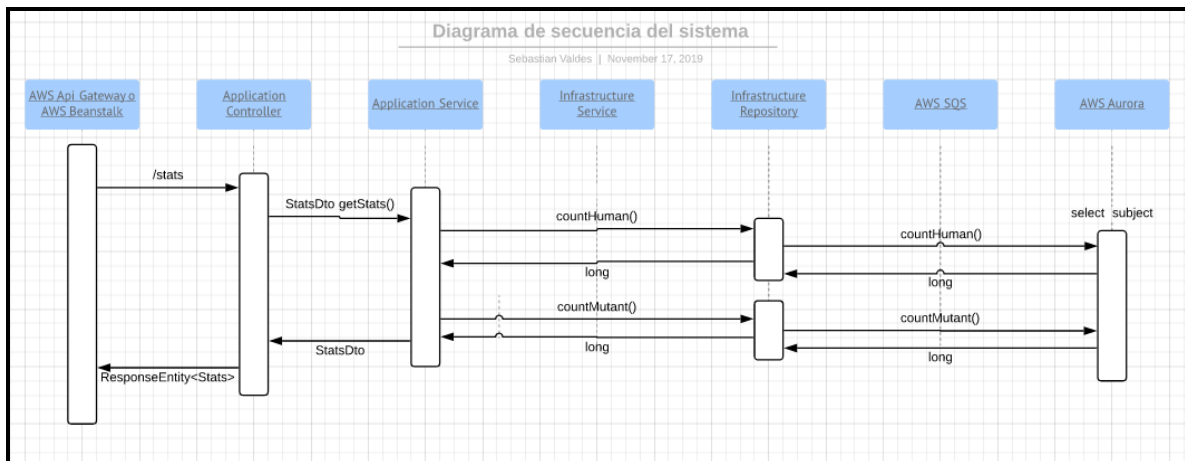 Diagrama de secuencia del sistema
Sebastian Valdes | November 17, 2019
AWS Api Gateway o
AWS Beanstalk
Application
Controller
Application Service
Infrastructure
Service
Infrastructure
Repository
AWS SQS
AWS Aurora
/stats
StatsDto getStats()
select subject
countHuman()
countHuman()
long
long
countMutant()
countMutant()
long
StatsDto
long
ResponseEntity<Stats>